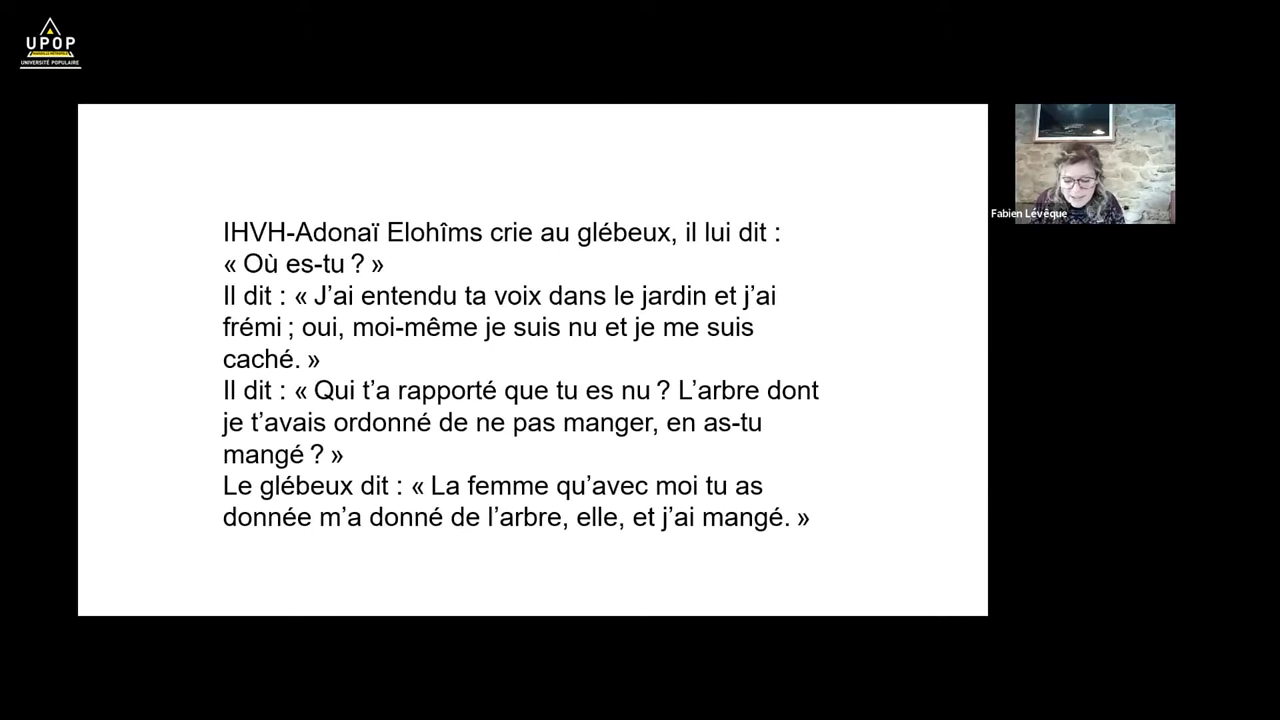 UPOP
UNIVERSITÉ POPULAIRE
IHVH-Adonaï Elohîms crie au glébeux, il lui dit :
« Où es-tu ? »
Il dit : « J’ai entendu ta voix dans le jardin et j’ai
frémi ; oui, moi-même je suis nu et je me suis
caché. »
Il dit : « Qui t’a rapporté que tu es nu ? L’arbre dont
je t’avais ordonné de ne pas manger, en as-tu
mangé ? »
Le glébeux dit : « La femme qu’avec moi tu as
donnée m’a donné de l’arbre, elle, et j’ai mangé. »
Fabien Lévêque